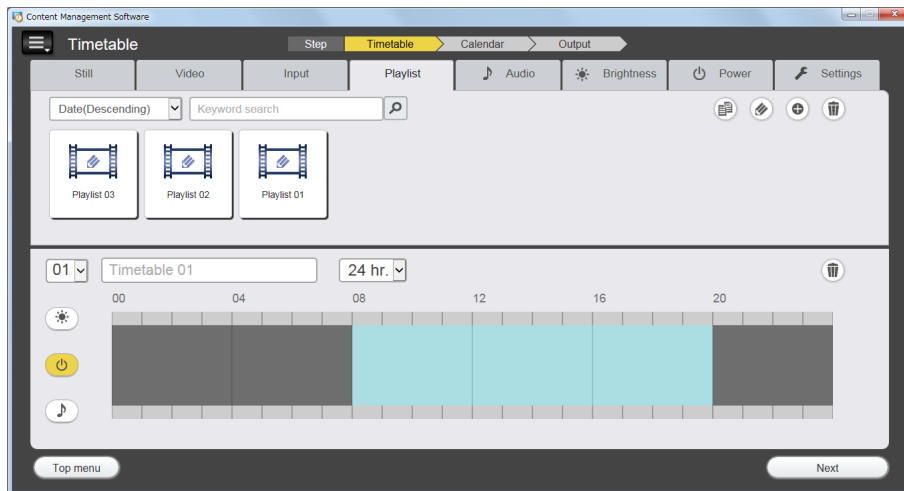 Content Management Software
Timetable
Step Timetable Calendar Output
Still Video Input Playlist Audio Brightness Power Settings
Date(Descending) Keyword search
Playlist 03 Playlist 02 Playlist 01
01 Timetable 01 24 hr.
00 04 08 12 16 20
Top menu Next